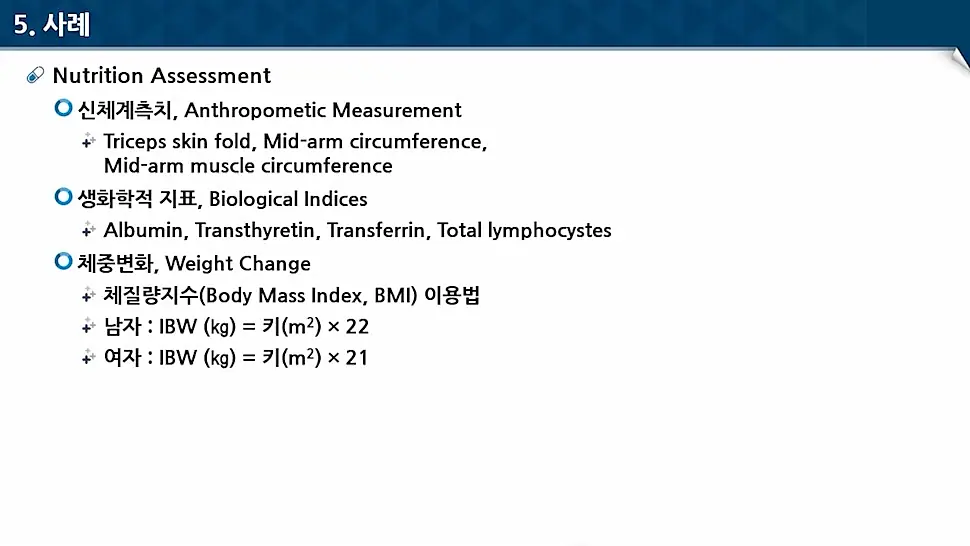 5. 사례
Nutrition Assessment
신체계측치, Anthropometic Measurement
Triceps skin fold, Mid-arm circumference,
Mid-arm muscle circumference
생화학적 지표, Biological Indices
Albumin, Transthyretin, Transferrin, Total lymphocystes
체중변화, Weight Change
체질량지수(Body Mass Index, BMI) 이용법
남자 : IBW (㎏) = 키(m²) × 22
여자 : IBW (㎏) = 키(m²) × 21